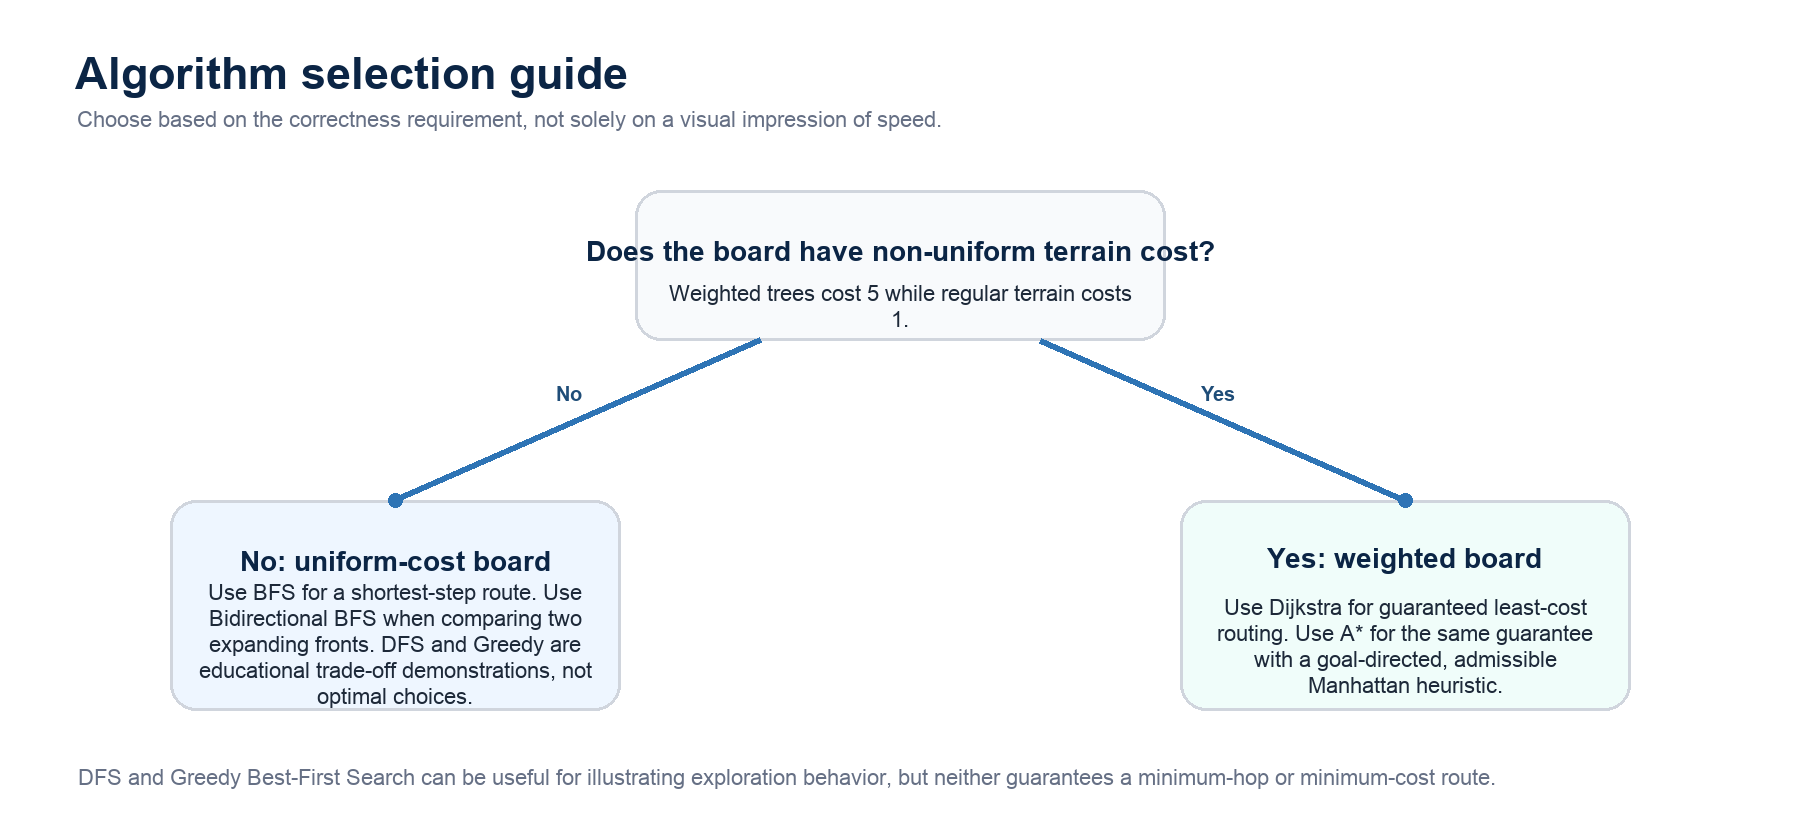 Algorithm selection guide
Choose based on the correctness requirement, not solely on a visual impression of speed.
Does the board have non-uniform terrain cost?
Weighted trees cost 5 while regular terrain costs
1.
No
Yes
No: uniform-cost board
Use BFS for a shortest-step route. Use
Bidirectional BFS when comparing two
expanding fronts. DFS and Greedy are
educational trade-off demonstrations, not
optimal choices.
Yes: weighted board
Use Dijkstra for guaranteed least-cost
routing. Use A* for the same guarantee
with a goal-directed, admissible
Manhattan heuristic.
DFS and Greedy Best-First Search can be useful for illustrating exploration behavior, but neither guarantees a minimum-hop or minimum-cost route.